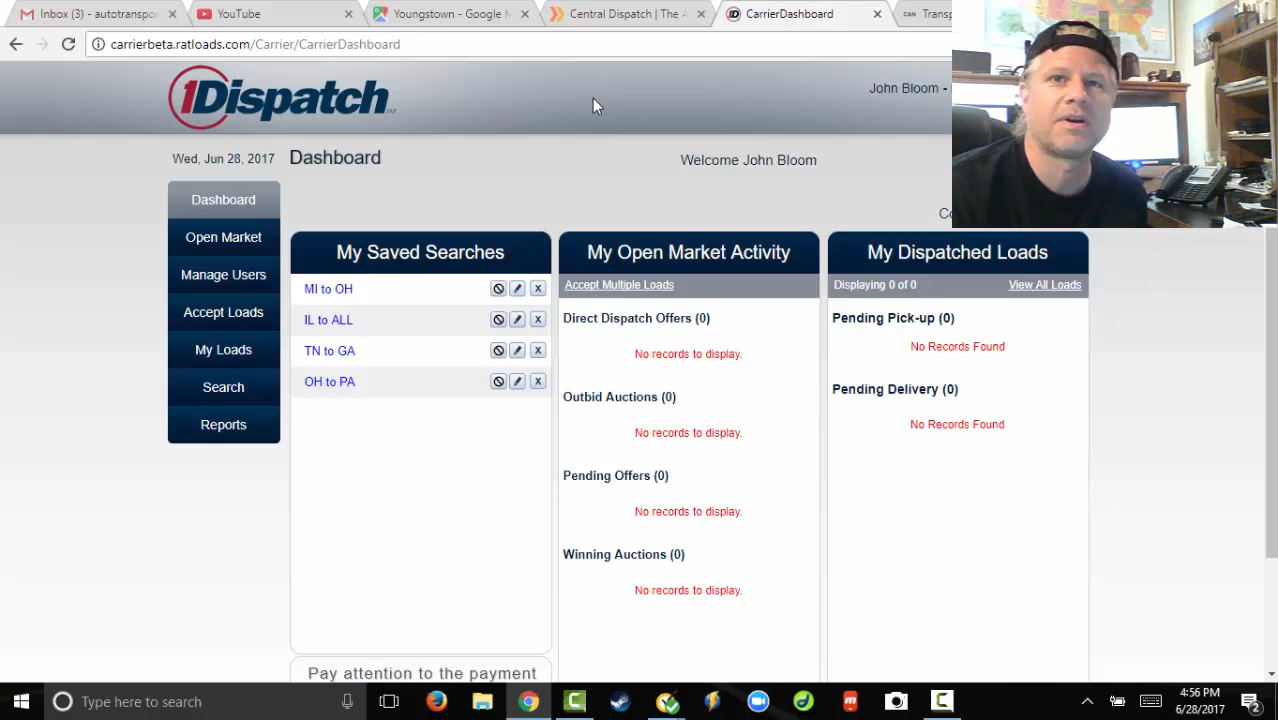 Inbox (3) - autotranspo
YouTube
Youngstown - Google M
Central Dispatch | The A
CarrierDashboard
CAN
Transp
carrierbeta.ratloads.com/Carrier/CarrierDashboard
1Dispatch
John Bloom -
Wed, Jun 28, 2017
Dashboard
Welcome John Bloom
Co
Dashboard
Open Market
Manage Users
Accept Loads
My Loads
Search
Reports
My Saved Searches
MI to OH
IL to ALL
TN to GA
OH to PA
Pay attention to the payment
My Open Market Activity
Accept Multiple Loads
Direct Dispatch Offers (0)
No records to display.
Outbid Auctions (0)
No records to display.
Pending Offers (0)
No records to display.
Winning Auctions (0)
No records to display.
My Dispatched Loads
Displaying 0 of 0 View All Loads
Pending Pick-up (0)
No Records Found
Pending Delivery (0)
No Records Found
Type here to search
4:56 PM
6/28/2017
2